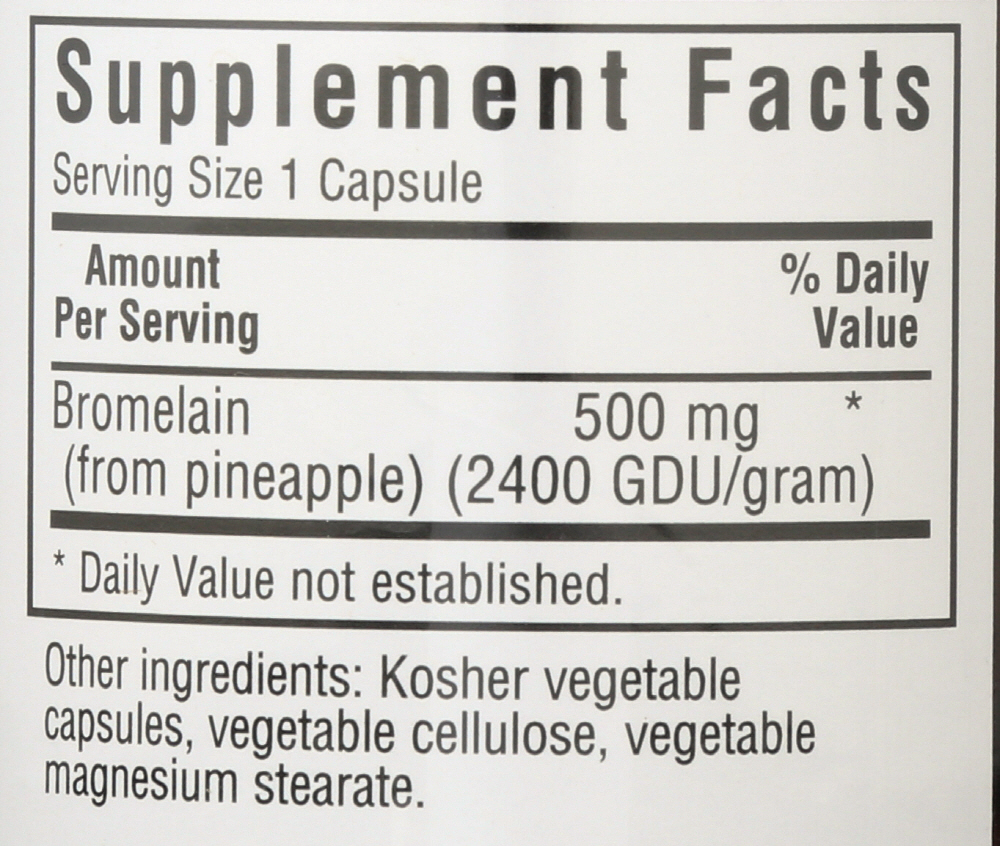 Supplement Facts
Serving Size 1 Capsule
Amount % Daily
Per Serving Value
Bromelain 500 mg *
(from pineapple) (2400 GDU/gram)
* Daily Value not established.
Other ingredients: Kosher vegetable
capsules, vegetable cellulose, vegetable
magnesium stearate.